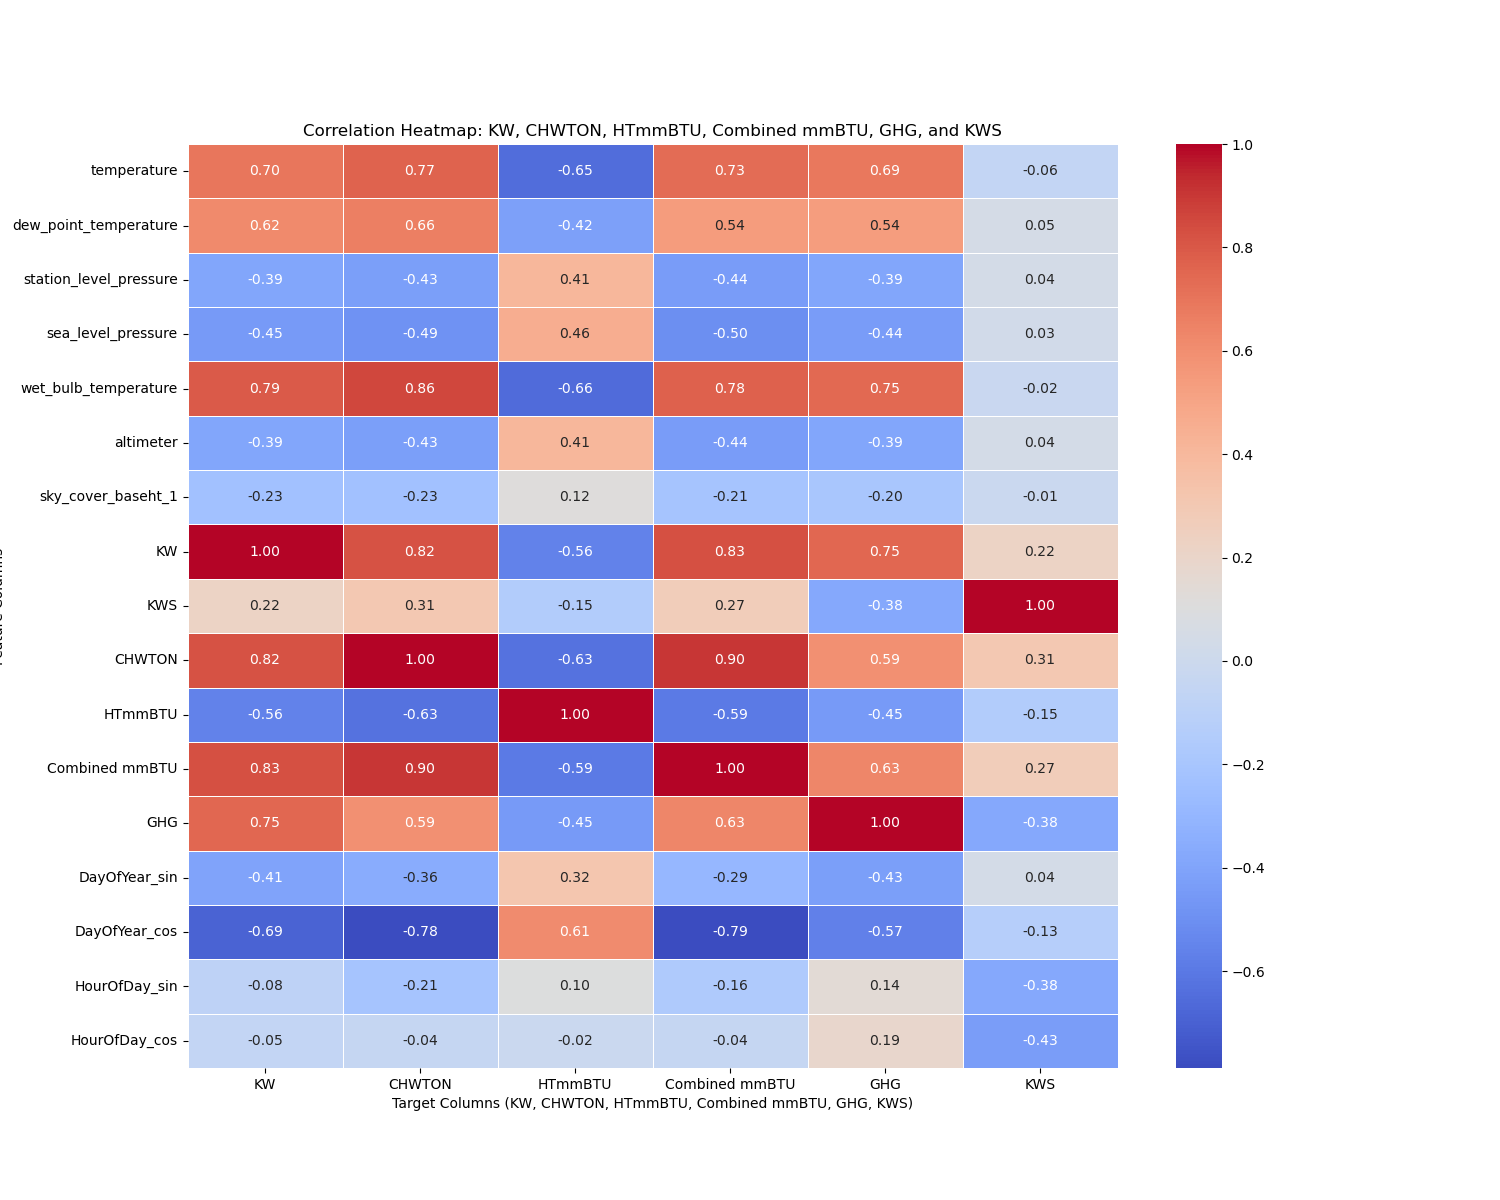 Correlation Heatmap: KW, CHWTON, HTmmBTU, Combined mmBTU, GHG, and KWS
temperature 0.70 0.77 -0.65 0.73 0.69 -0.06
dew_point_temperature 0.62 0.66 -0.42 0.54 0.54 0.05
station_level_pressure -0.39 -0.43 0.41 -0.44 -0.39 0.04
sea_level_pressure -0.45 -0.49 0.46 -0.50 -0.44 0.03
wet_bulb_temperature 0.79 0.86 -0.66 0.78 0.75 -0.02
altimeter -0.39 -0.43 0.41 -0.44 -0.39 0.04
sky_cover_baseht_1 -0.23 -0.23 0.12 -0.21 -0.20 -0.01
KW 1.00 0.82 -0.56 0.83 0.75 0.22
KWS 0.22 0.31 -0.15 0.27 -0.38 1.00
CHWTON 0.82 1.00 -0.63 0.90 0.59 0.31
HTmmBTU -0.56 -0.63 1.00 -0.59 -0.45 -0.15
Combined mmBTU 0.83 0.90 -0.59 1.00 0.63 0.27
GHG 0.75 0.59 -0.45 0.63 1.00 -0.38
DayOfYear_sin -0.41 -0.36 0.32 -0.29 -0.43 0.04
DayOfYear_cos -0.69 -0.78 0.61 -0.79 -0.57 -0.13
HourOfDay_sin -0.08 -0.21 0.10 -0.16 0.14 -0.38
HourOfDay_cos -0.05 -0.04 -0.02 -0.04 0.19 -0.43
KW CHWTON HTmmBTU Combined mmBTU GHG KWS
Target Columns (KW, CHWTON, HTmmBTU, Combined mmBTU, GHG, KWS)
1.0
0.8
0.6
0.4
0.2
0.0
−0.2
−0.4
−0.6